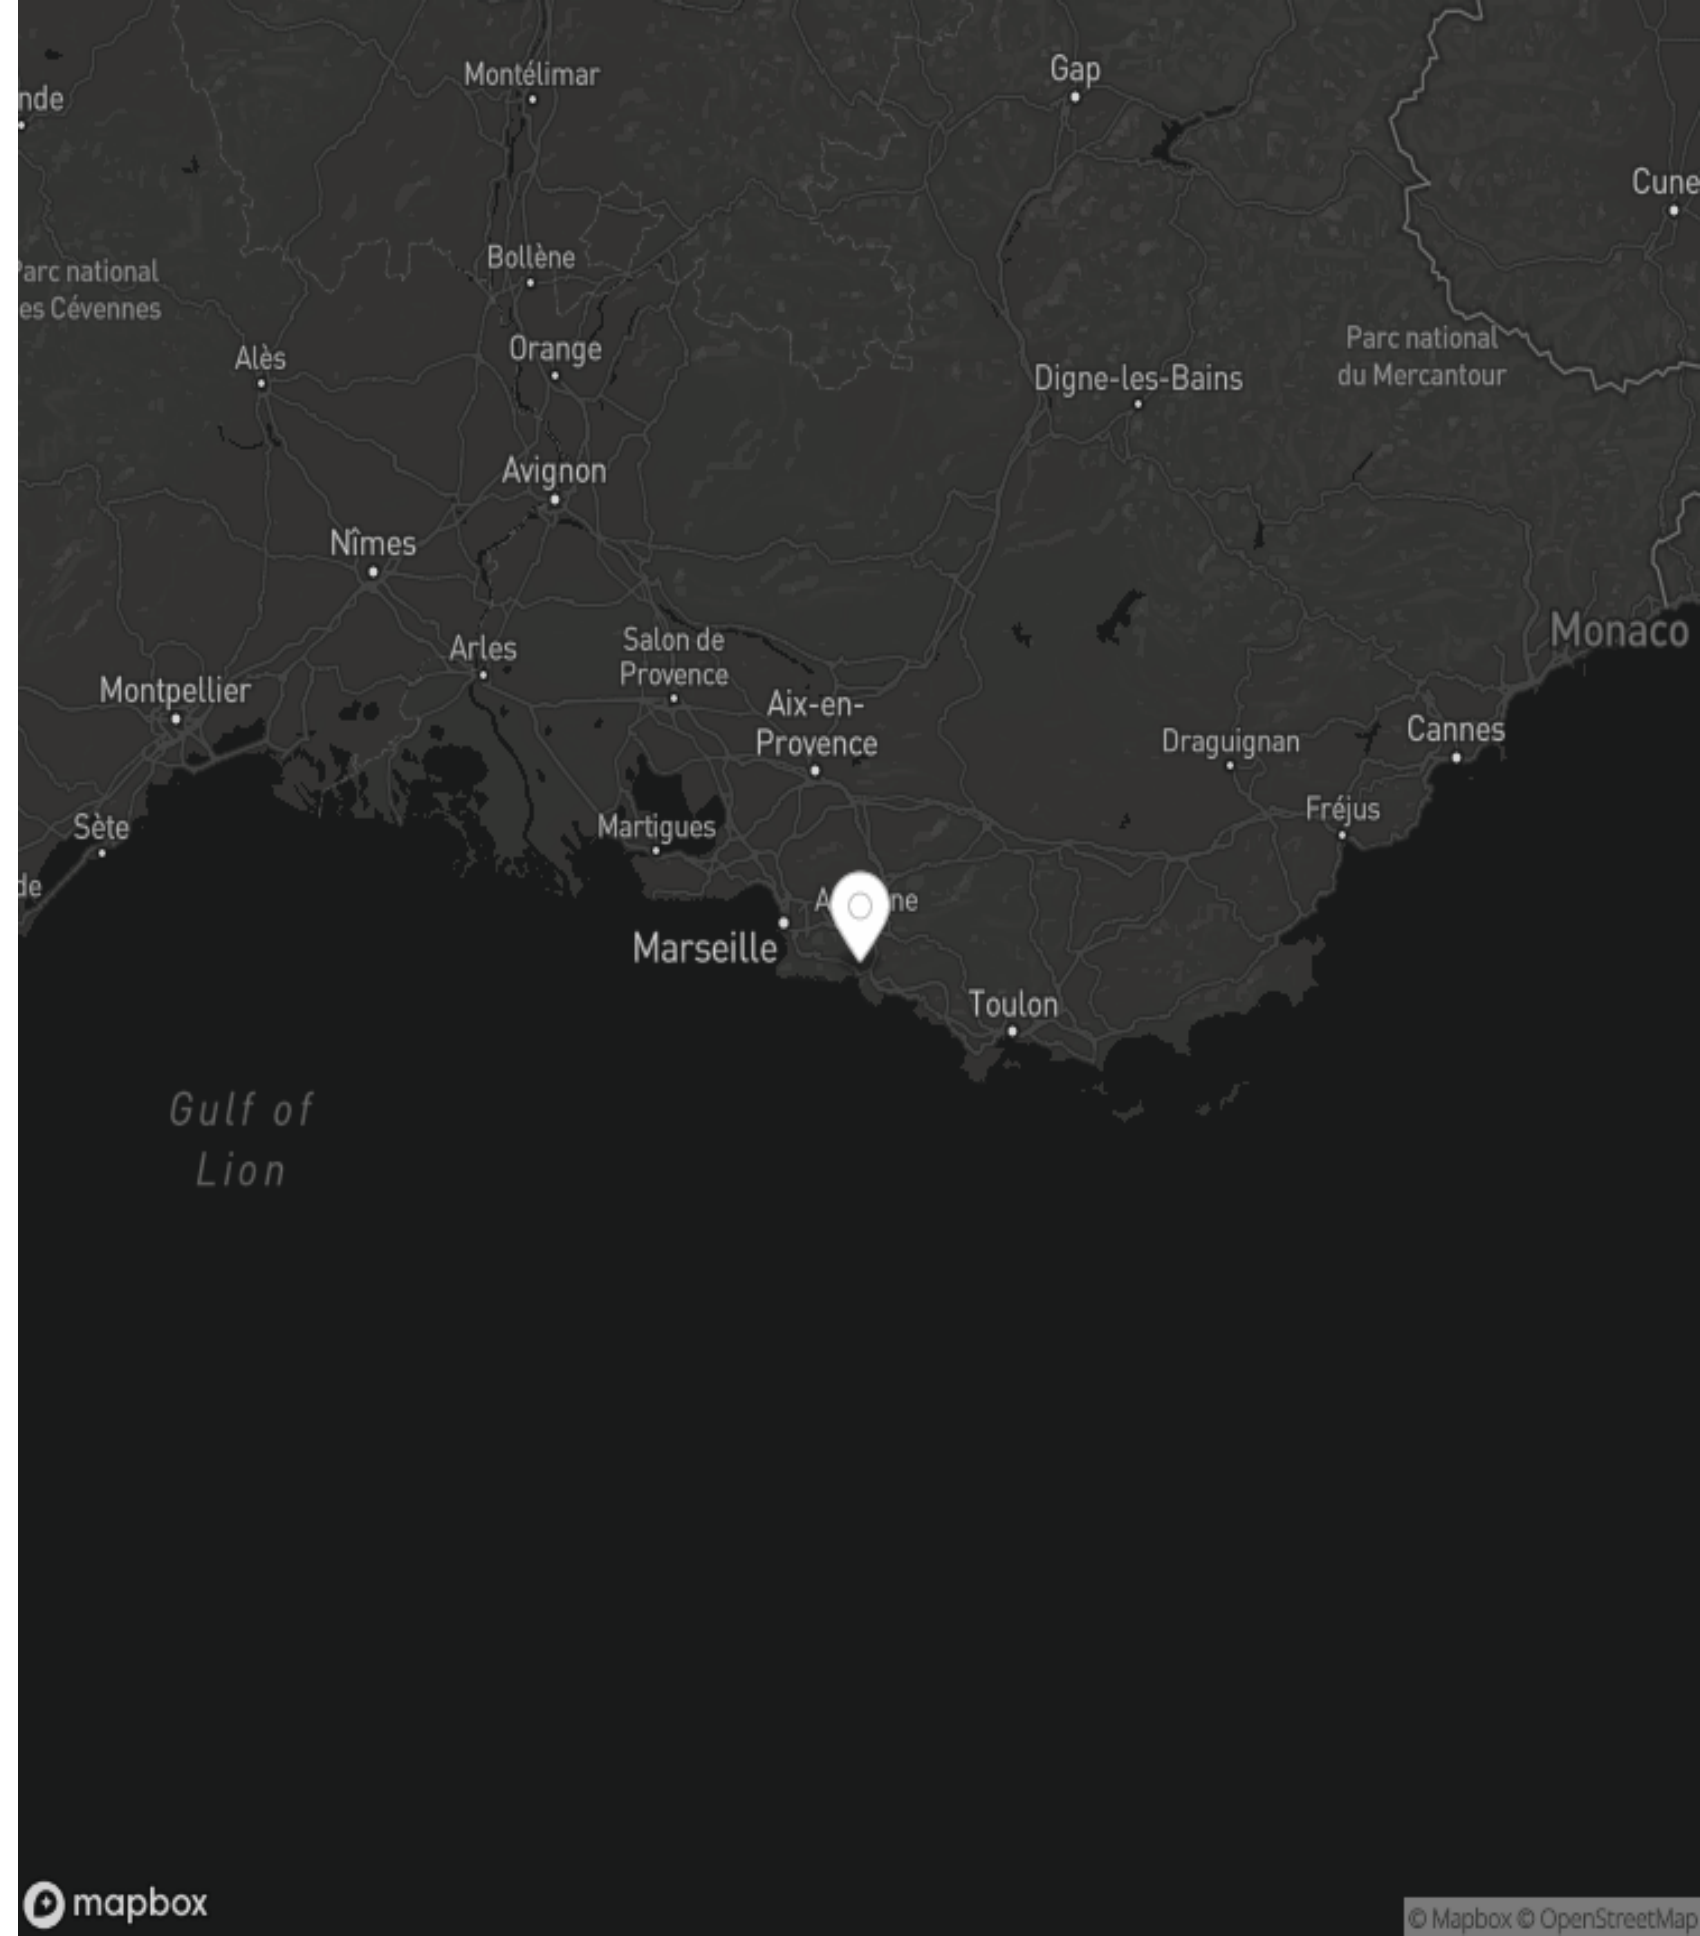 Montélimar
Gap
nde
Cune
Bollène
Parc national
es Cévennes
Orange
Parc national
du Mercantour
Alès
Digne-les-Bains
Avignon
Nîmes
Monaco
Salon de
Provence
Arles
Montpellier
Aix-en-
Provence
Cannes
Draguignan
Fréjus
Sète
Martigues
de
A
ne
Marseille
Toulon
Gulf of
Lion
mapbox
© Mapbox © OpenStreetMap